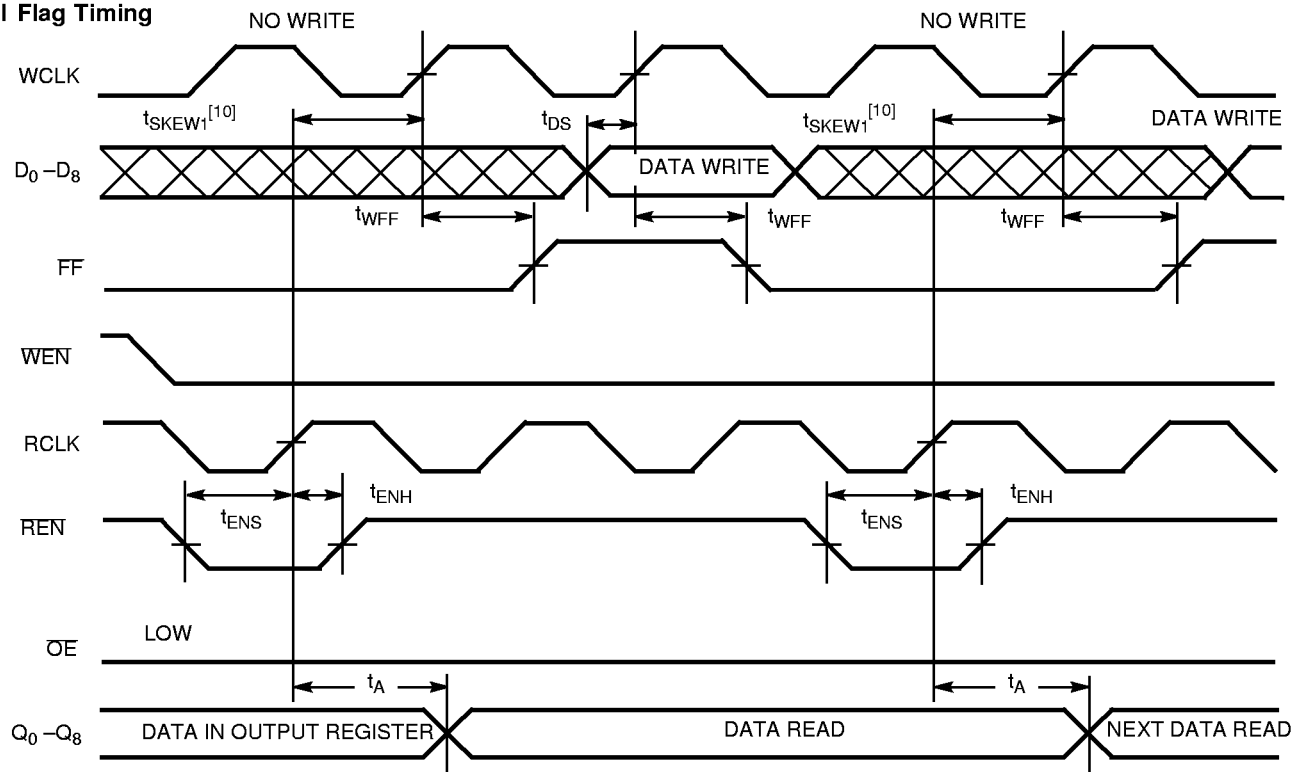 l Flag Timing
NO WRITE NO WRITE
WCLK
tSKEW1[10] tDS tSKEW1[10] DATA WRITE
D0 –D8 DATA WRITE
tWFF tWFF tWFF
FF
WEN
RCLK
tENH tENH
tENS tENS
REN
LOW
OE
tA tA
Q0 –Q8 DATA IN OUTPUT REGISTER DATA READ NEXT DATA READ